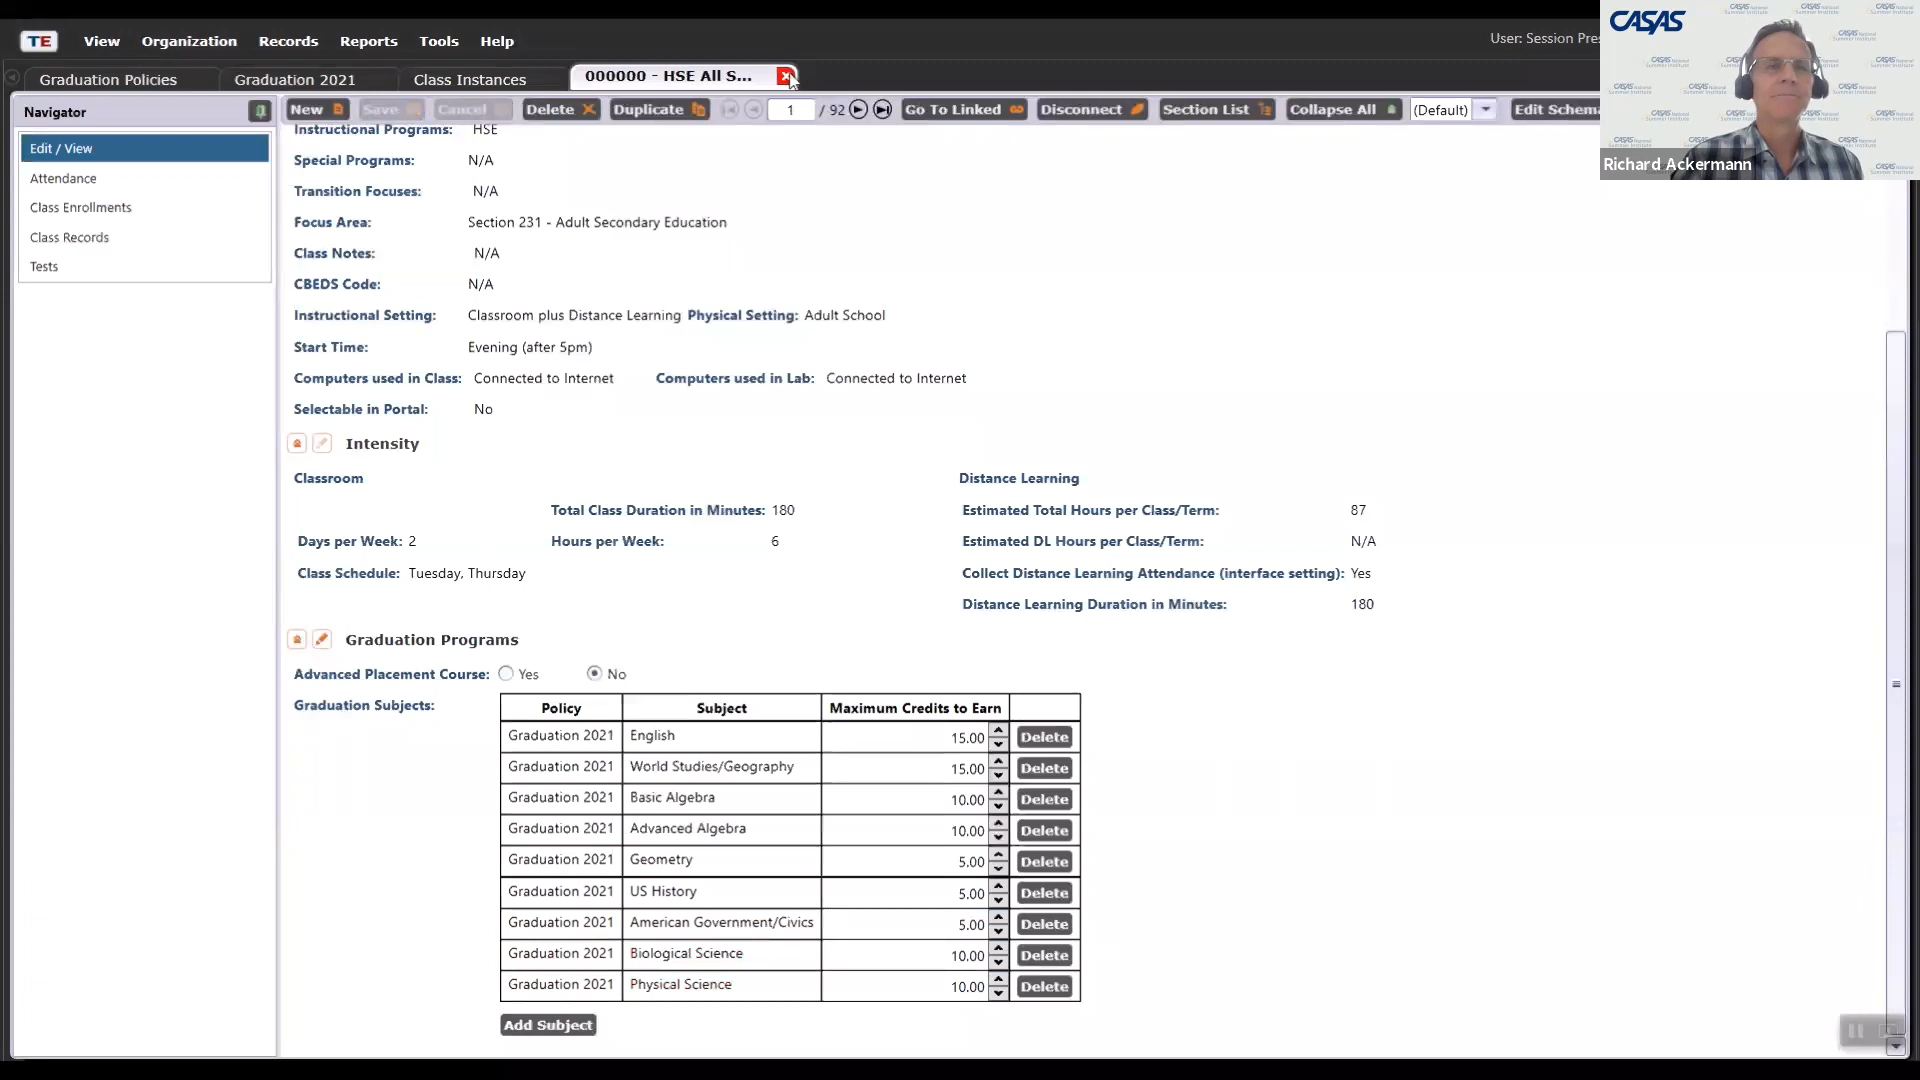 TE View Organization Records Reports Tools Help
User: Session Pres
CASAS
Graduation Policies Graduation 2021 Class Instances 000000 - HSE All S...
Navigator
New Save Cancel Delete Duplicate 1 / 92 Go To Linked Disconnect Section List Collapse All (Default) Edit Schema
Edit / View
Attendance
Class Enrollments
Class Records
Tests
Richard Ackermann
Instructional Programs: HSE
Special Programs: N/A
Transition Focuses: N/A
Focus Area: Section 231 - Adult Secondary Education
Class Notes: N/A
CBEDS Code: N/A
Instructional Setting: Classroom plus Distance Learning Physical Setting: Adult School
Start Time: Evening (after 5pm)
Computers used in Class: Connected to Internet Computers used in Lab: Connected to Internet
Selectable in Portal: No
Intensity
Classroom Distance Learning
Total Class Duration in Minutes: 180 Estimated Total Hours per Class/Term: 87
Days per Week: 2 Hours per Week: 6 Estimated DL Hours per Class/Term: N/A
Class Schedule: Tuesday, Thursday Collect Distance Learning Attendance (interface setting): Yes
Distance Learning Duration in Minutes: 180
Graduation Programs
Advanced Placement Course: Yes No
Graduation Subjects:
Policy Subject Maximum Credits to Earn
Graduation 2021 English 15.00 Delete
Graduation 2021 World Studies/Geography 15.00 Delete
Graduation 2021 Basic Algebra 10.00 Delete
Graduation 2021 Advanced Algebra 10.00 Delete
Graduation 2021 Geometry 5.00 Delete
Graduation 2021 US History 5.00 Delete
Graduation 2021 American Government/Civics 5.00 Delete
Graduation 2021 Biological Science 10.00 Delete
Graduation 2021 Physical Science 10.00 Delete
Add Subject